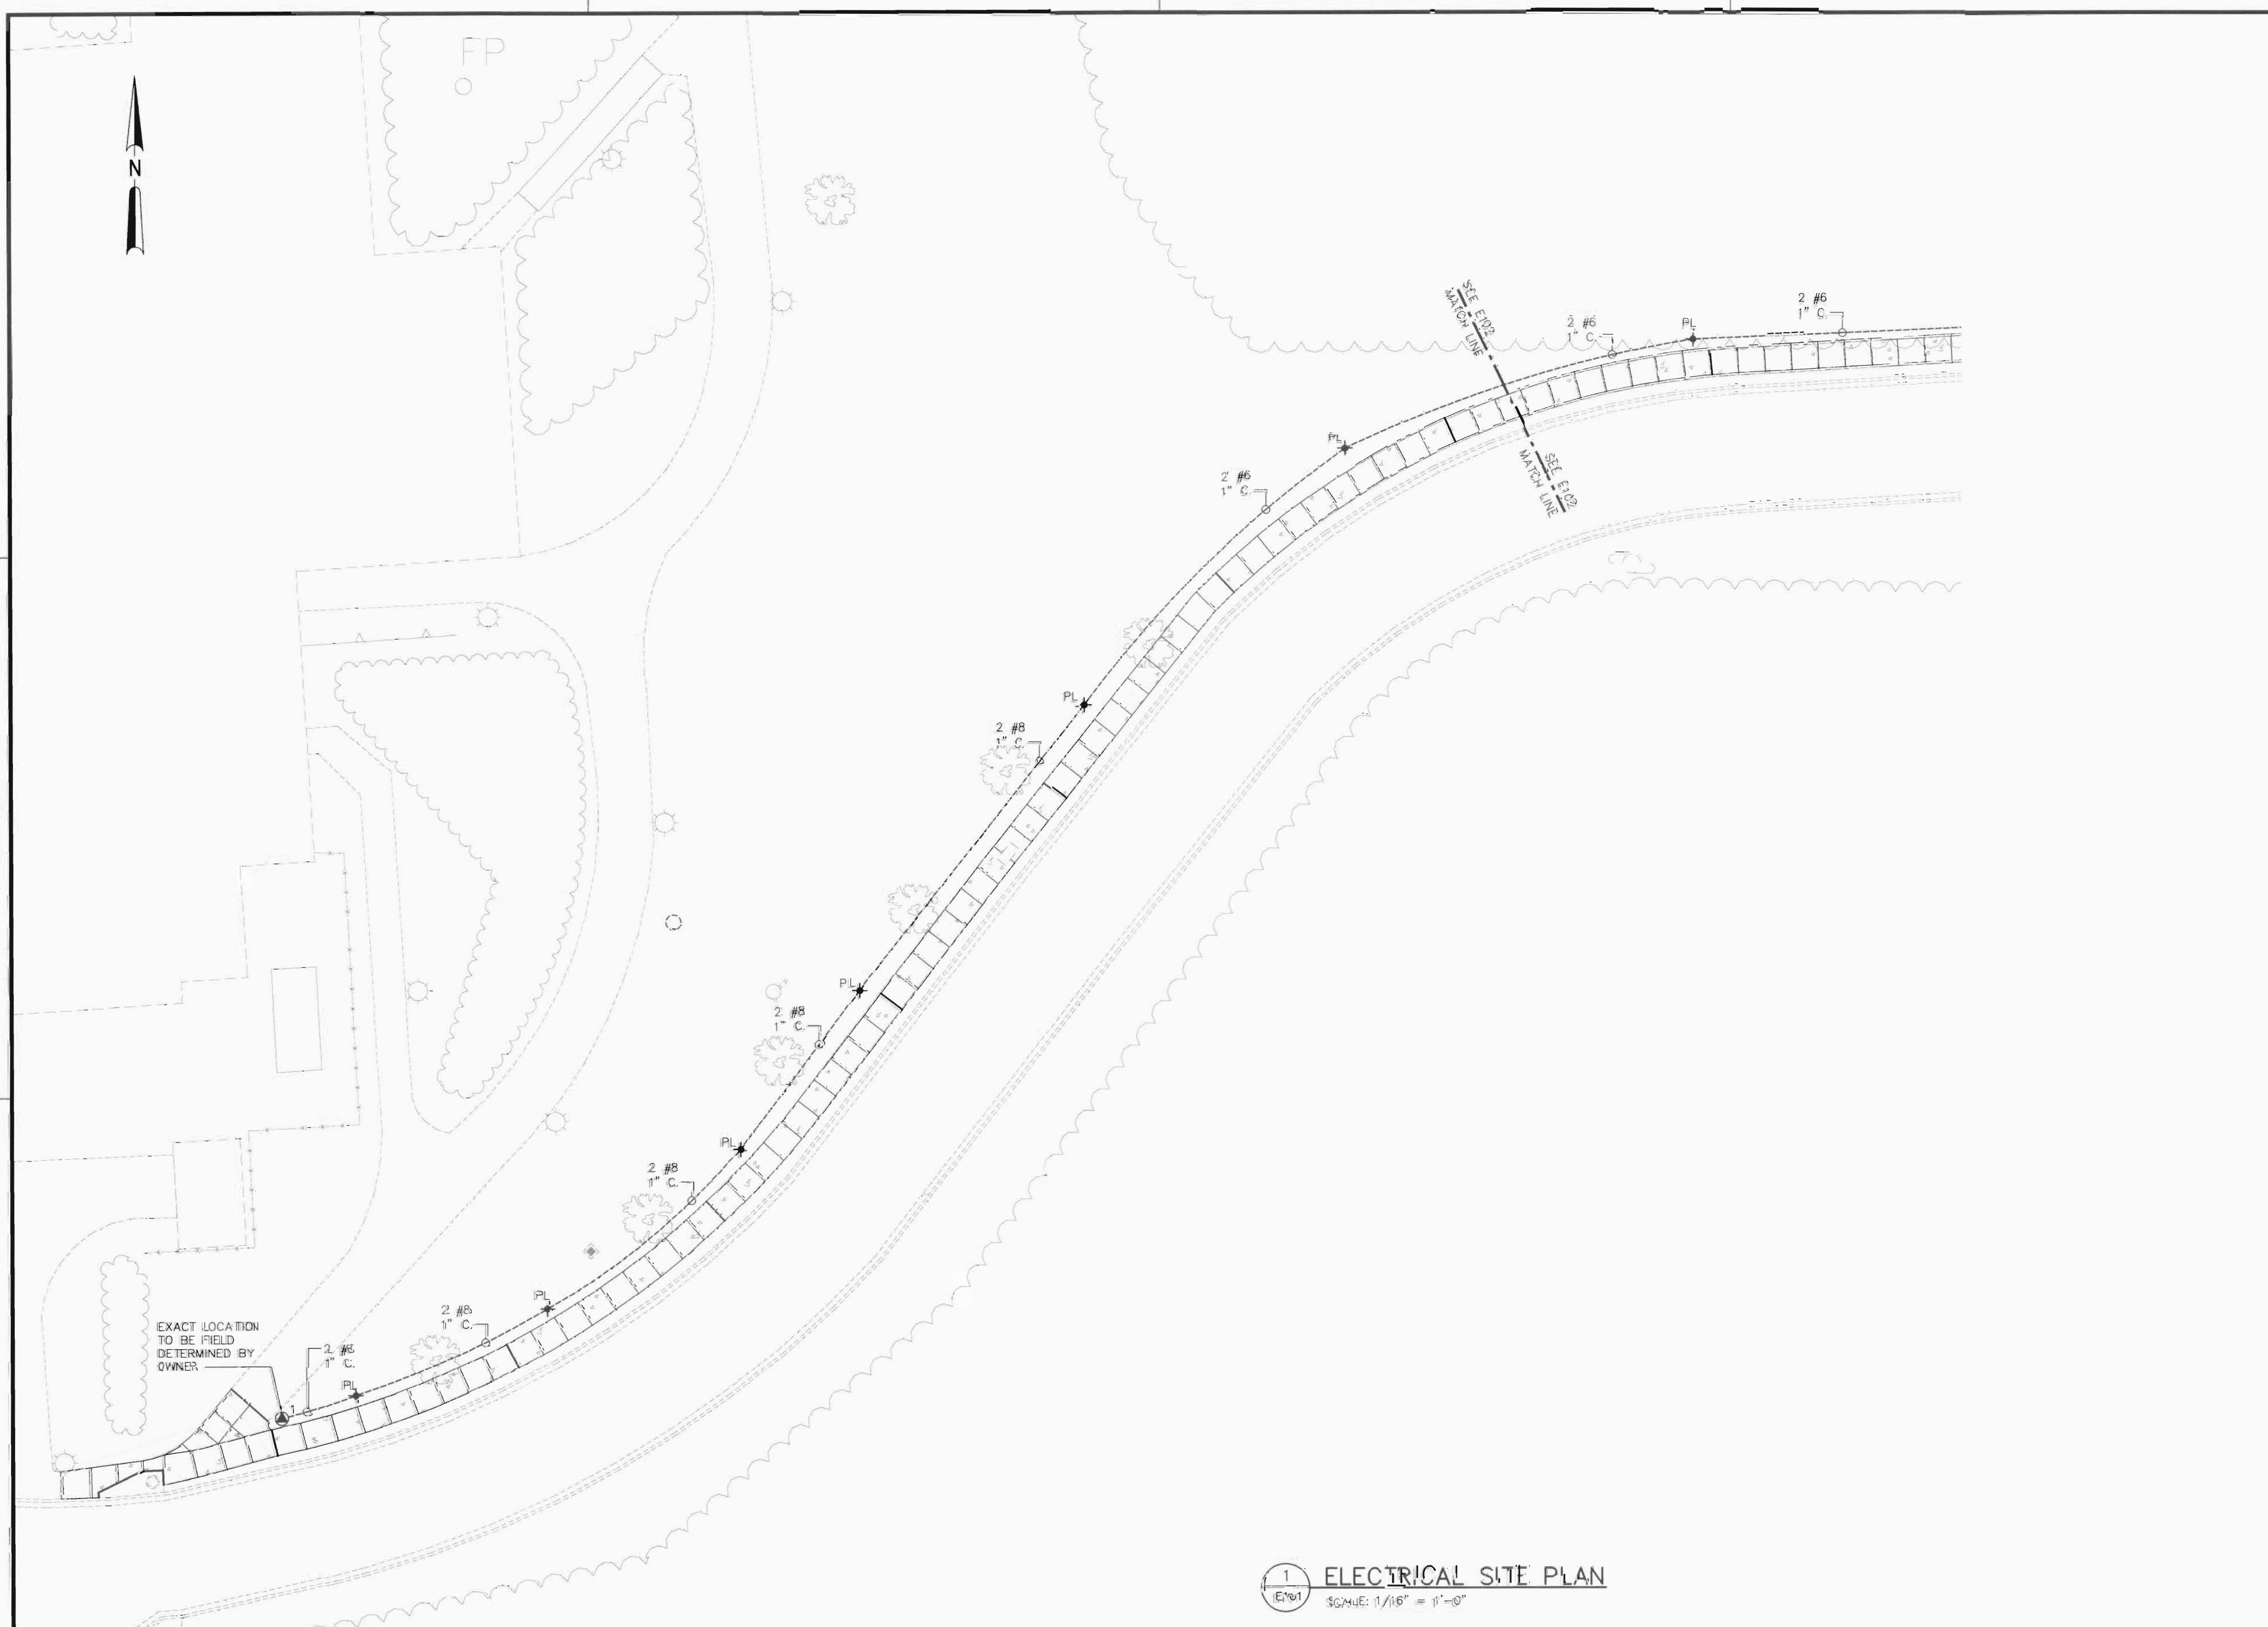 FP
N
SEE E102
MATCH LINE
2 #6
1" C.
PL
2 #6
1" C.
PL
2 #6
1" C.
SEE E102
MATCH LINE
PL
2 #8
1" C.
PL
2 #8
1" C.
PL
2 #8
1" C.
PL
2 #8
1" C.
EXACT LOCATION
TO BE FIELD
DETERMINED BY
OWNER
2 #8
1" C.
PL
1
1
E101
ELECTRICAL SITE PLAN
SCALE: 1/16" = 1'-0"